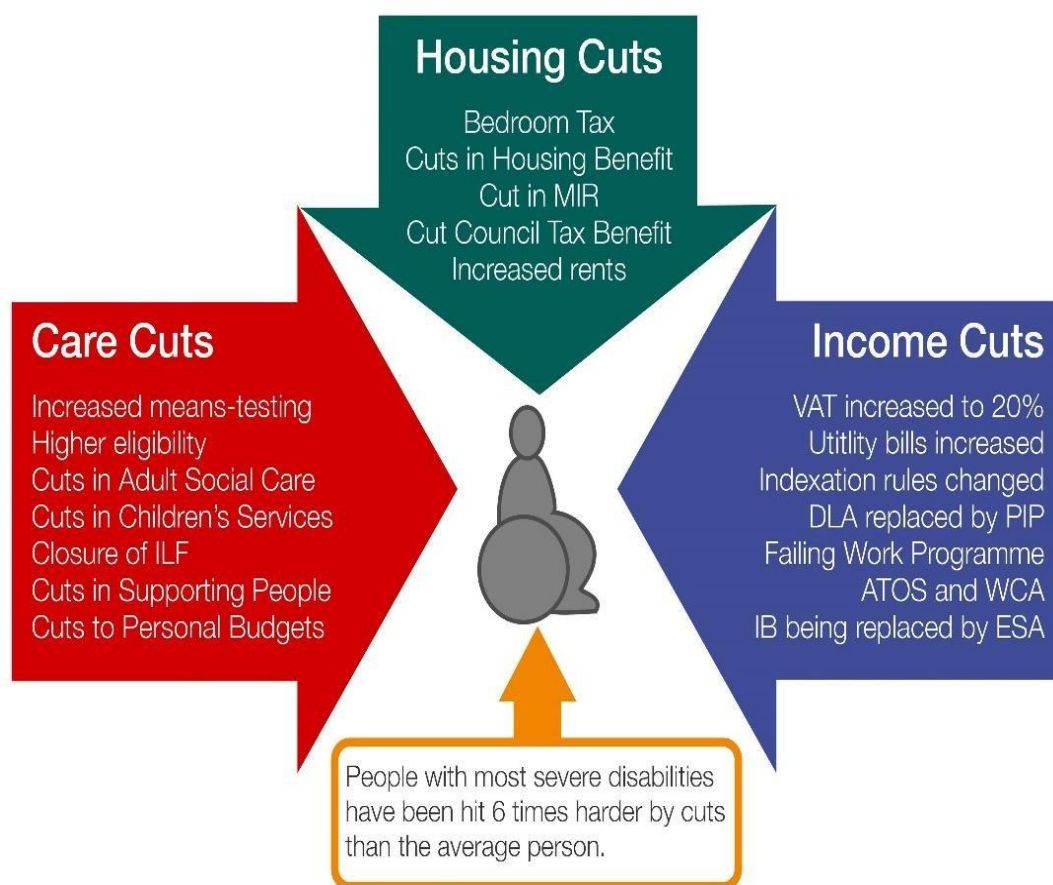 Housing Cuts
Bedroom Tax
Cuts in Housing Benefit
Cut in MIR
Cut Council Tax Benefit
Increased rents
Care Cuts
Increased means-testing
Higher eligibility
Cuts in Adult Social Care
Cuts in Children's Services
Closure of ILF
Cuts in Supporting People
Cuts to Personal Budgets
Income Cuts
VAT increased to 20%
Utitlity bills increased
Indexation rules changed
DLA replaced by PIP
Failing Work Programme
ATOS and WCA
IB being replaced by ESA
People with most severe disabilities
have been hit 6 times harder by cuts
than the average person.